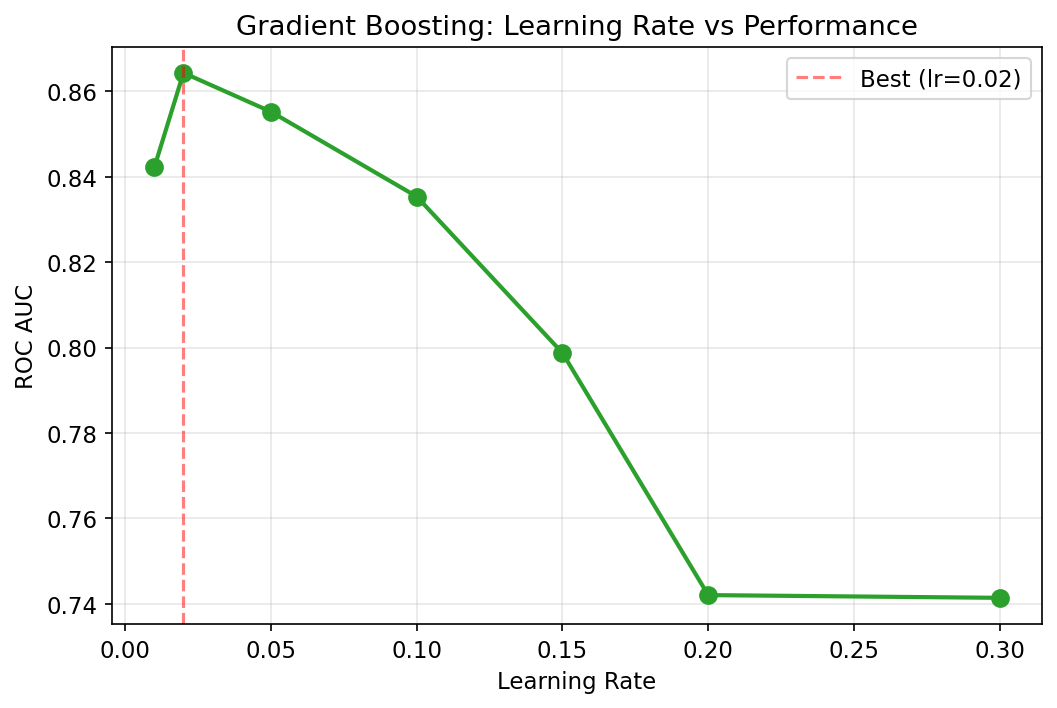 Gradient Boosting: Learning Rate vs Performance
Best (lr=0.02)
ROC AUC
0.86
0.84
0.82
0.80
0.78
0.76
0.74
0.00 0.05 0.10 0.15 0.20 0.25 0.30
Learning Rate